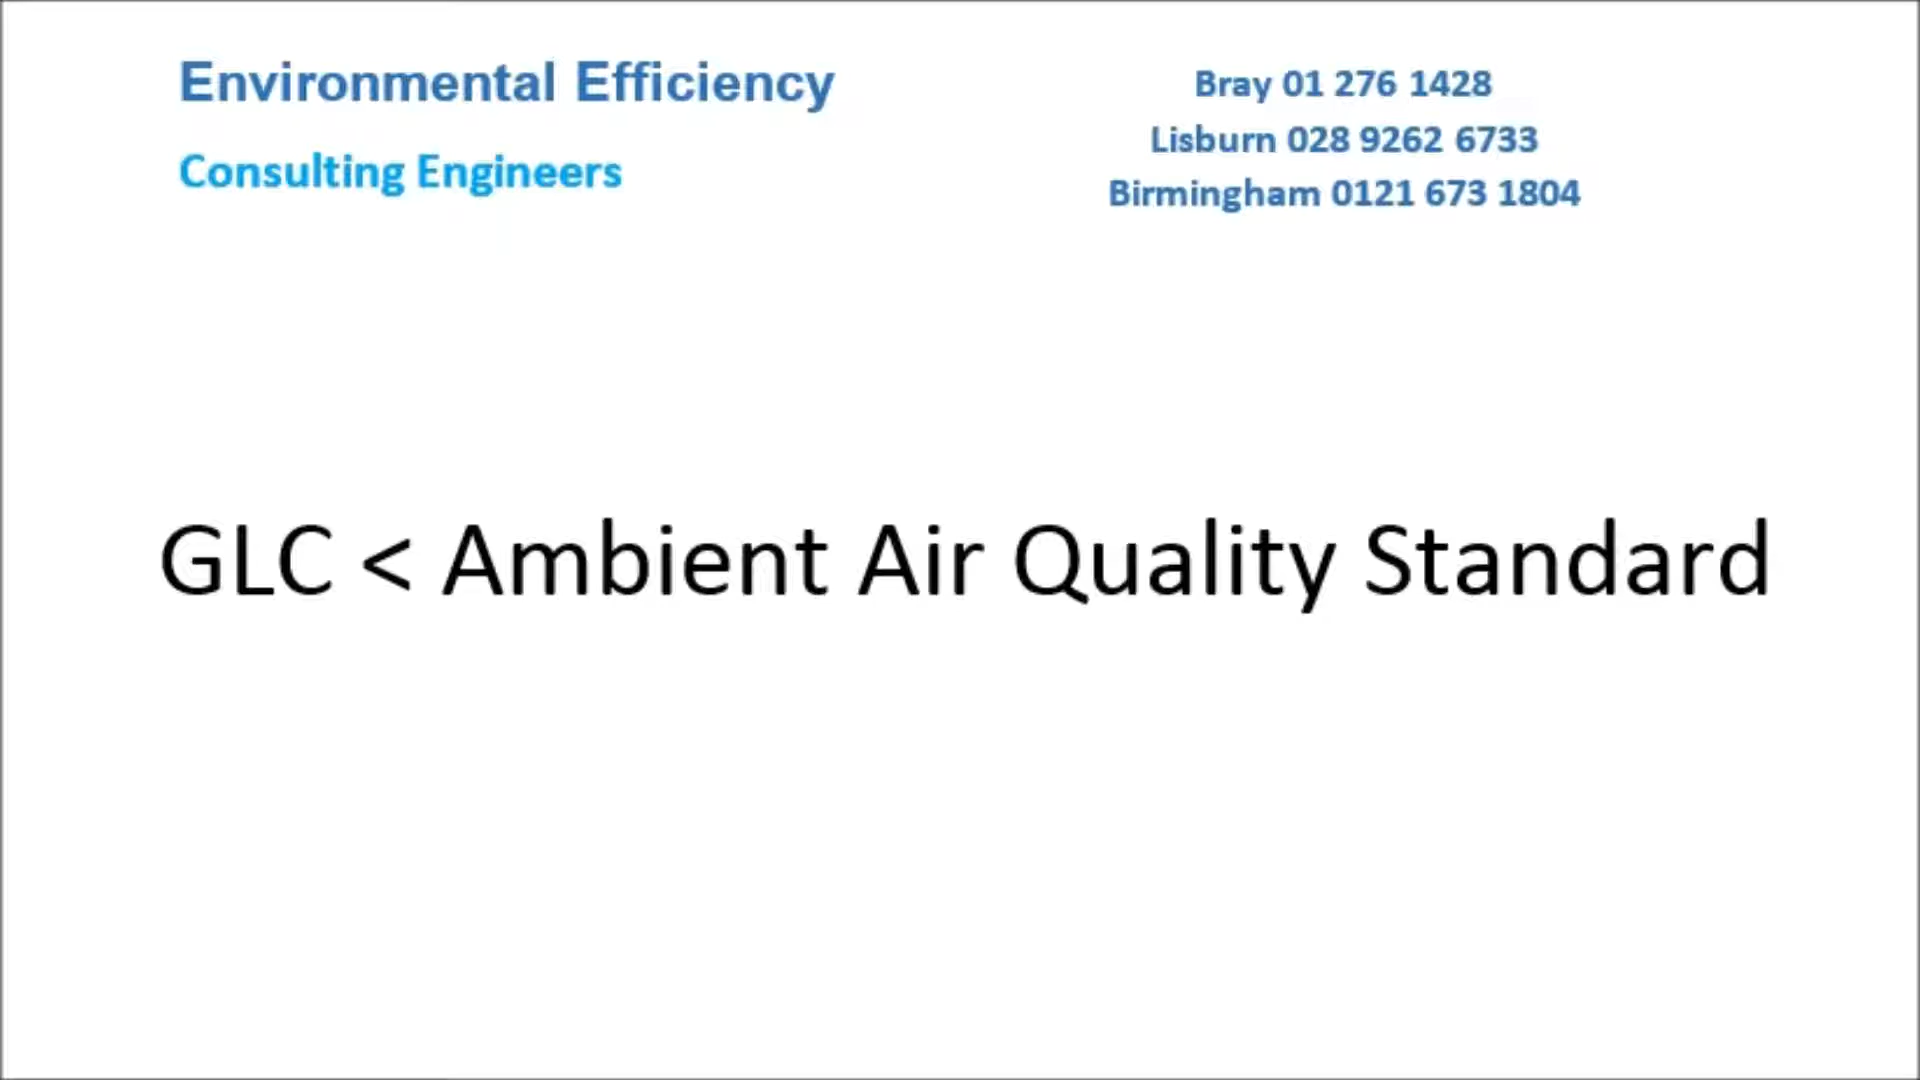 Environmental Efficiency
Consulting Engineers
Bray 01 276 1428
Lisburn 028 9262 6733
Birmingham 0121 673 1804
GLC < Ambient Air Quality Standard